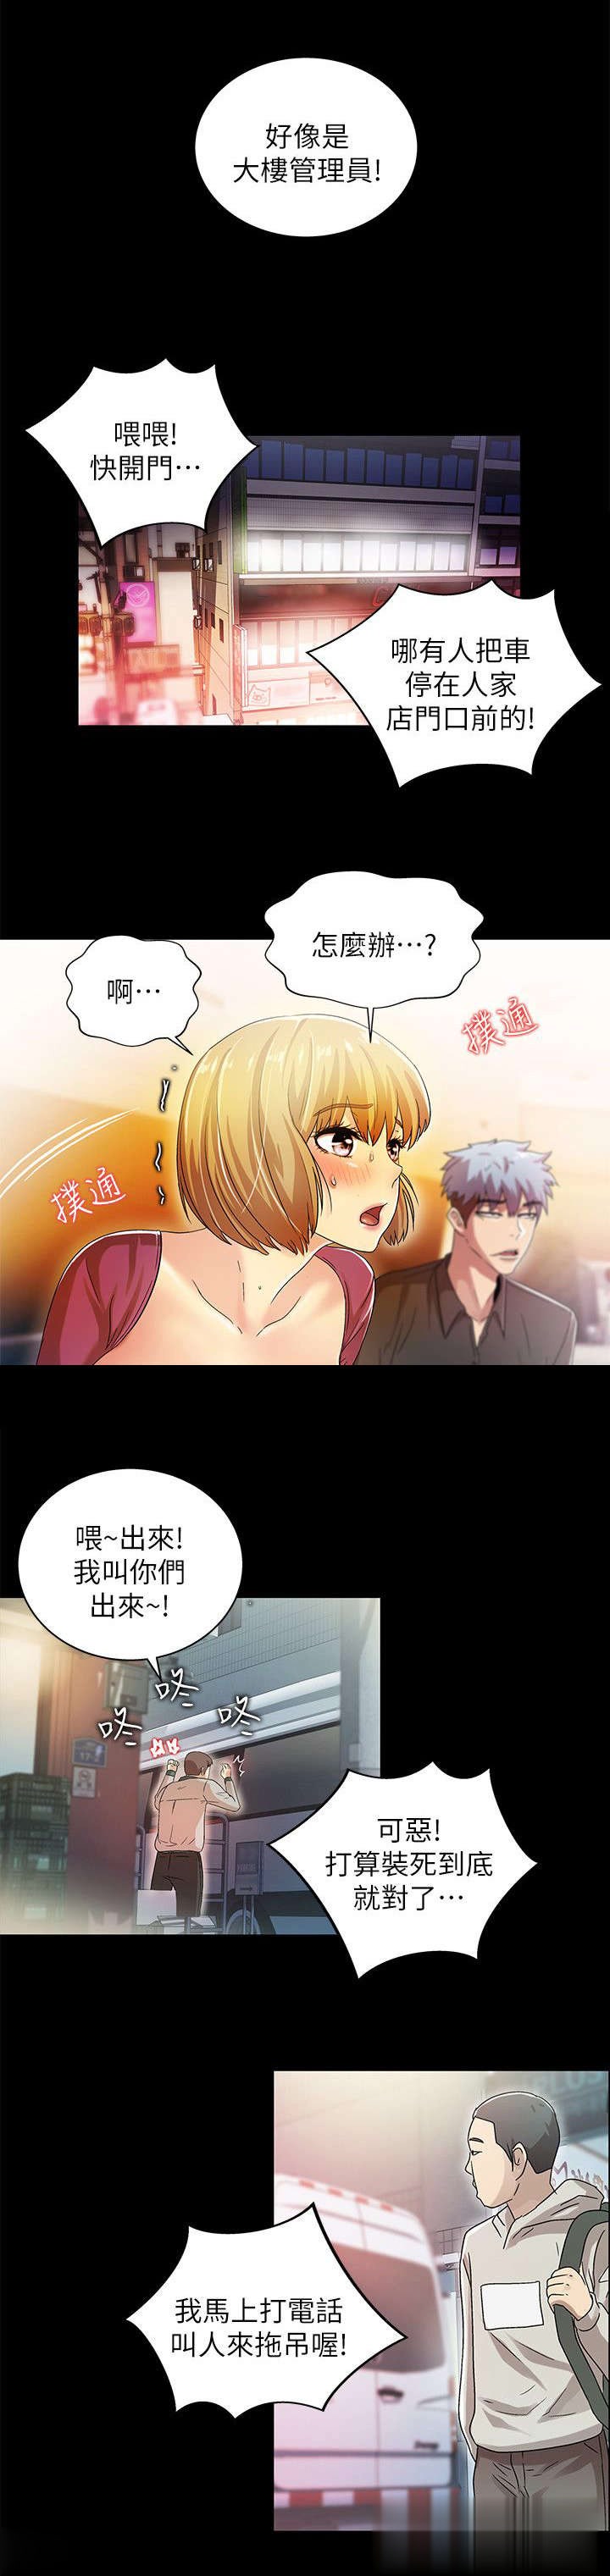 好像是
大樓管理員!
喂喂!
快開門…
哪有人把車
停在人家
店門口前的!
怎麼辦…?
啊…
撲通
撲通
喂~出來!
我叫你們
出來~!
咚
咚
咚
可惡!
打算裝死到底
就對了…
我馬上打電話
叫人來拖吊喔!